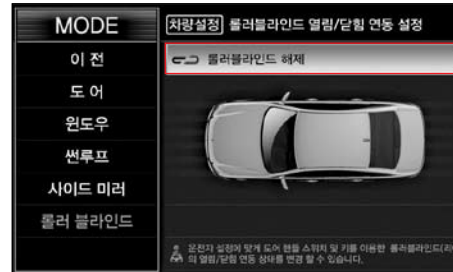 MODE
이 전
도 어
윈도우
썬루프
사이드 미러
롤러 블라인드
차량설정 롤러블라인드 열림/닫힘 연동 설정
롤러블라인드 해제
운전자 설정에 맞게 도어 핸들 스위치 및 키를 이용한 롤러블라인드(리
의 열림/닫힘 연동 상태를 변경 할 수 있습니다.